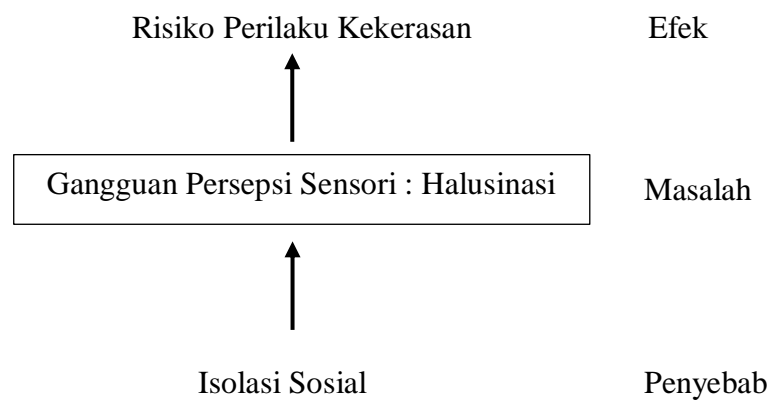 Risiko Perilaku Kekerasan Efek
Gangguan Persepsi Sensori : Halusinasi Masalah
Isolasi Sosial Penyebab